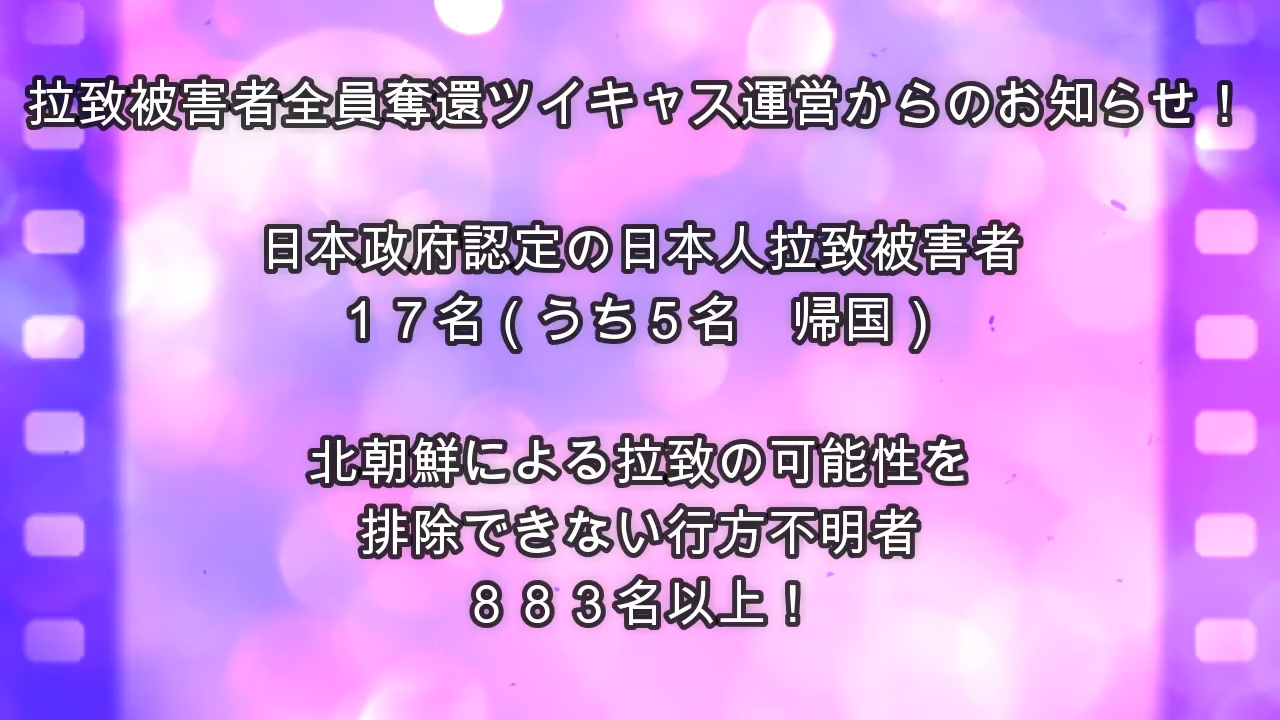 拉致被害者全員奪還ツイキャス運営からのお知らせ！
日本政府認定の日本人拉致被害者
１７名（うち５名　帰国）
北朝鮮による拉致の可能性を
排除できない行方不明者
８８３名以上！